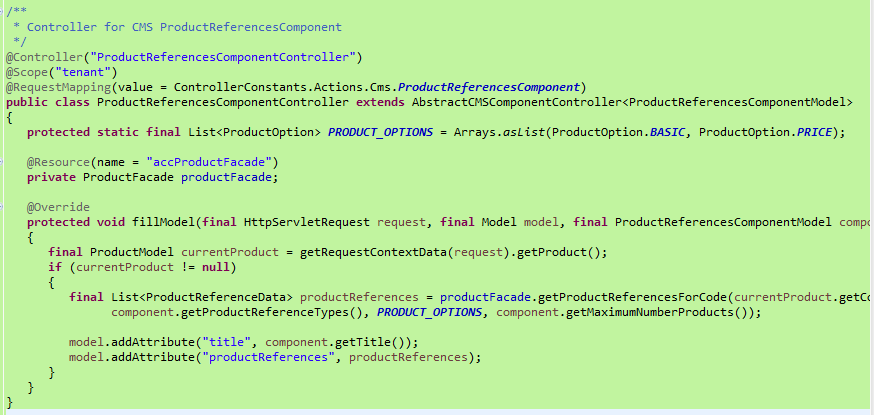 /**
 * Controller for CMS ProductReferencesComponent
 */
@Controller("ProductReferencesComponentController")
@Scope("tenant")
@RequestMapping(value = ControllerConstants.Actions.Cms.ProductReferencesComponent)
public class ProductReferencesComponentController extends AbstractCMSComponentController<ProductReferencesComponentModel>
{
   protected static final List<ProductOption> PRODUCT_OPTIONS = Arrays.asList(ProductOption.BASIC, ProductOption.PRICE);

   @Resource(name = "accProductFacade")
   private ProductFacade productFacade;

   @Override
   protected void fillModel(final HttpServletRequest request, final Model model, final ProductReferencesComponentModel compo
   {
      final ProductModel currentProduct = getRequestContextData(request).getProduct();
      if (currentProduct != null)
      {
         final List<ProductReferenceData> productReferences = productFacade.getProductReferencesForCode(currentProduct.getCo
               component.getProductReferenceTypes(), PRODUCT_OPTIONS, component.getMaximumNumberProducts());

         model.addAttribute("title", component.getTitle());
         model.addAttribute("productReferences", productReferences);
      }
   }
}